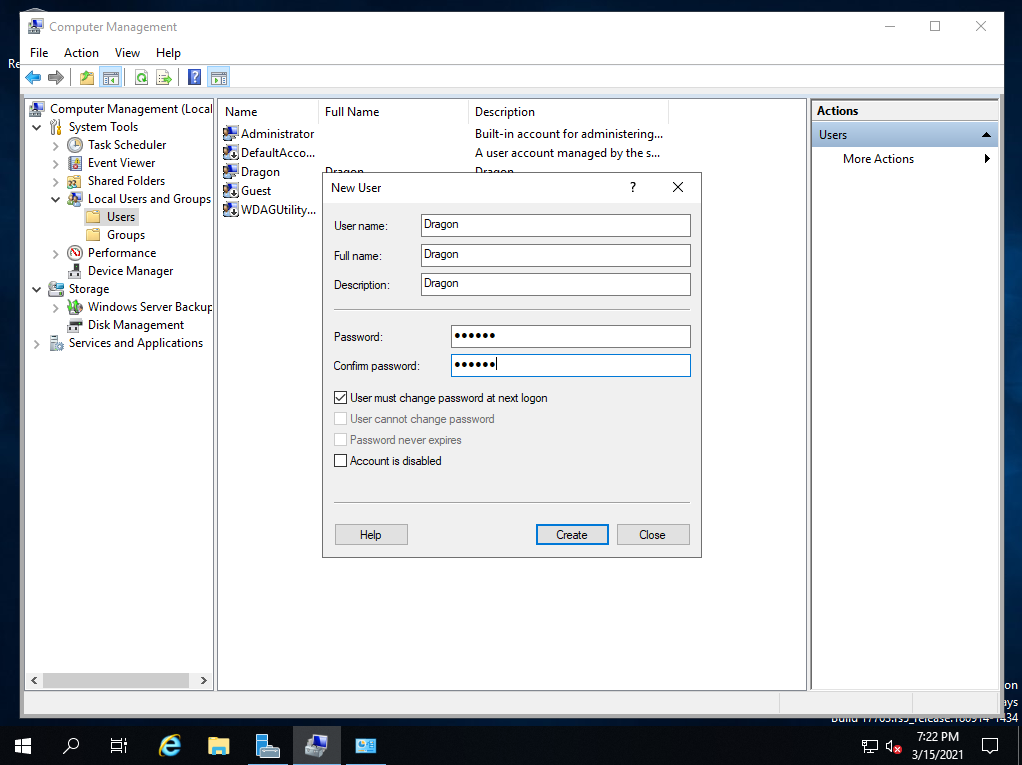 Computer Management
File Action View Help
Computer Management (Local
System Tools
Task Scheduler
Event Viewer
Shared Folders
Local Users and Groups
Users
Groups
Performance
Device Manager
Storage
Windows Server Backup
Disk Management
Services and Applications
Name Full Name Description
Administrator Built-in account for administering...
DefaultAcco... A user account managed by the s...
Dragon Dragon Dragon
Guest
WDAGUtility...
Actions
Users
More Actions
New User ?
User name: Dragon
Full name: Dragon
Description: Dragon
Password: ••••••
Confirm password: ••••••
User must change password at next logon
User cannot change password
Password never expires
Account is disabled
Help Create Close
Re
on
ays
7:22 PM
3/15/2021